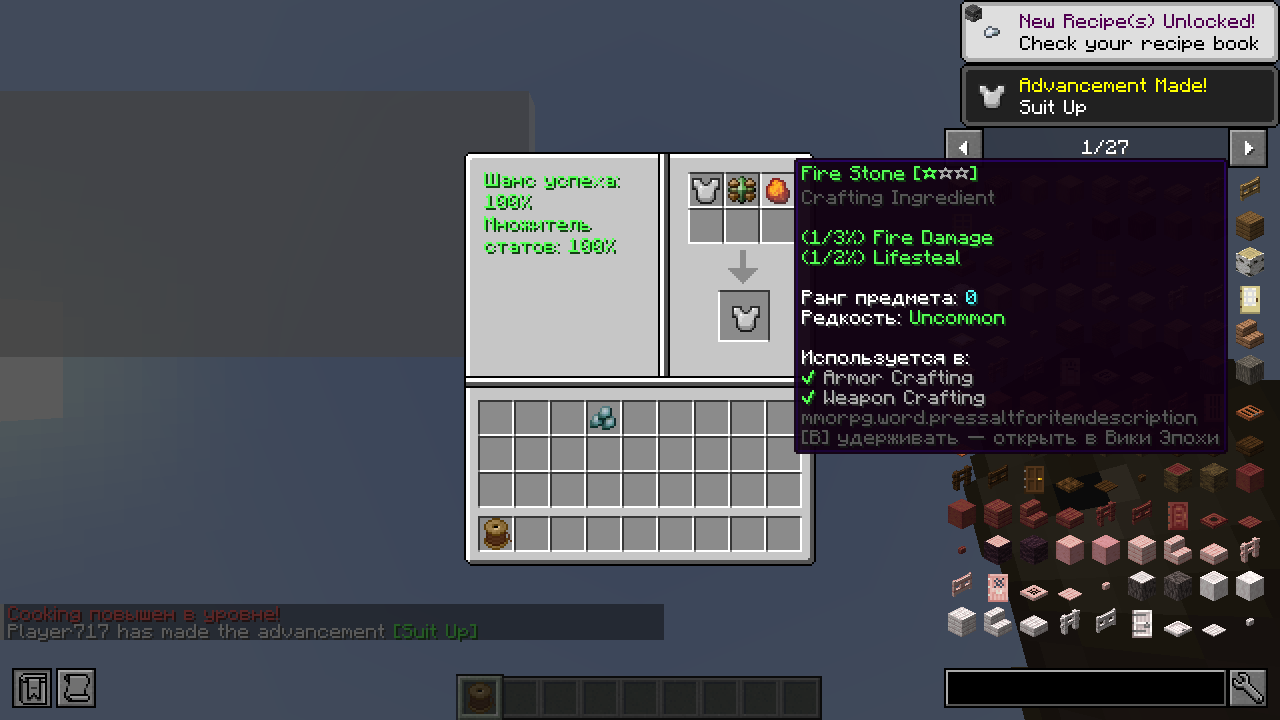 New Recipe(s) Unlocked!
Check your recipe book
Advancement Made!
Suit Up
1/27
Шанс успеха:
100%
Множитель
статов: 100%
Fire Stone [★☆☆☆]
Crafting Ingredient
(1/3%) Fire Damage
(1/2%) Lifesteal
Ранг предмета: 0
Редкость: Uncommon
Используется в:
✓ Armor Crafting
✓ Weapon Crafting
mmorpg.word.pressaltforitemdescription
[B] удерживать — открыть в Вики Эпохи
Cooking повышен в уровне!
Player717 has made the advancement [Suit Up]